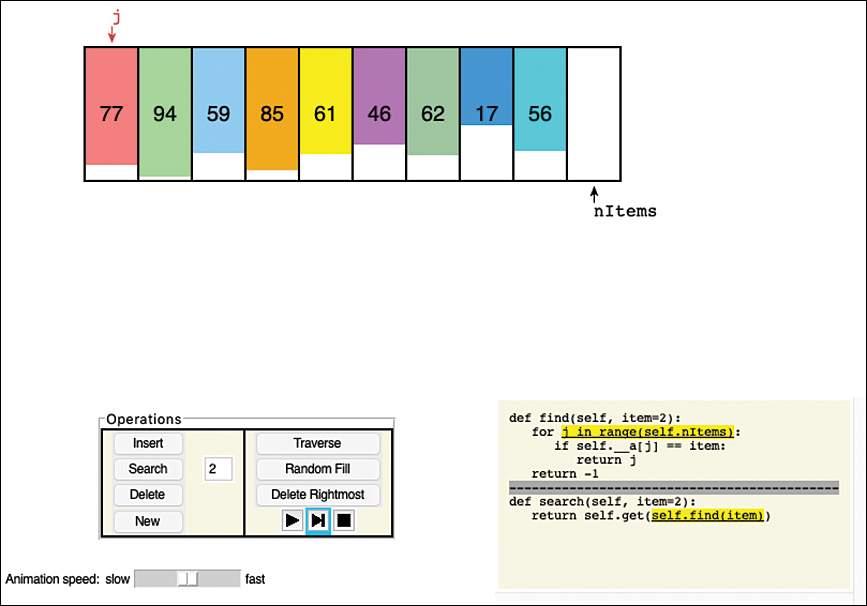 j
77 94 59 85 61 46 62 17 56
nItems
Operations
Insert
Traverse
Search
2
Random Fill
Delete
Delete Rightmost
New
Animation speed: slow fast
def find(self, item=2):
for j in range(self.nItems):
if self.__a[j] == item:
return j
return -1
def search(self, item=2):
return self.get(self.find(item))